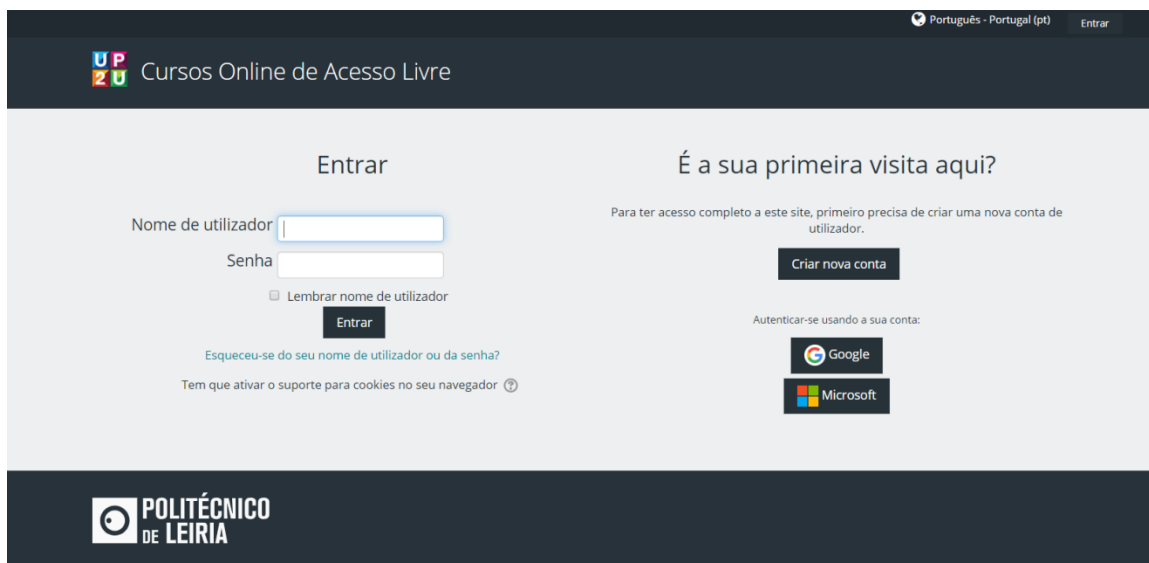 Português - Portugal (pt)
Entrar
UP
2U
Cursos Online de Acesso Livre
Entrar
Nome de utilizador
Senha
Lembrar nome de utilizador
Entrar
Esqueceu-se do seu nome de utilizador ou da senha?
Tem que ativar o suporte para cookies no seu navegador
É a sua primeira visita aqui?
Para ter acesso completo a este site, primeiro precisa de criar uma nova conta de
utilizador.
Criar nova conta
Autenticar-se usando a sua conta:
Google
Microsoft
POLITÉCNICO
DE LEIRIA